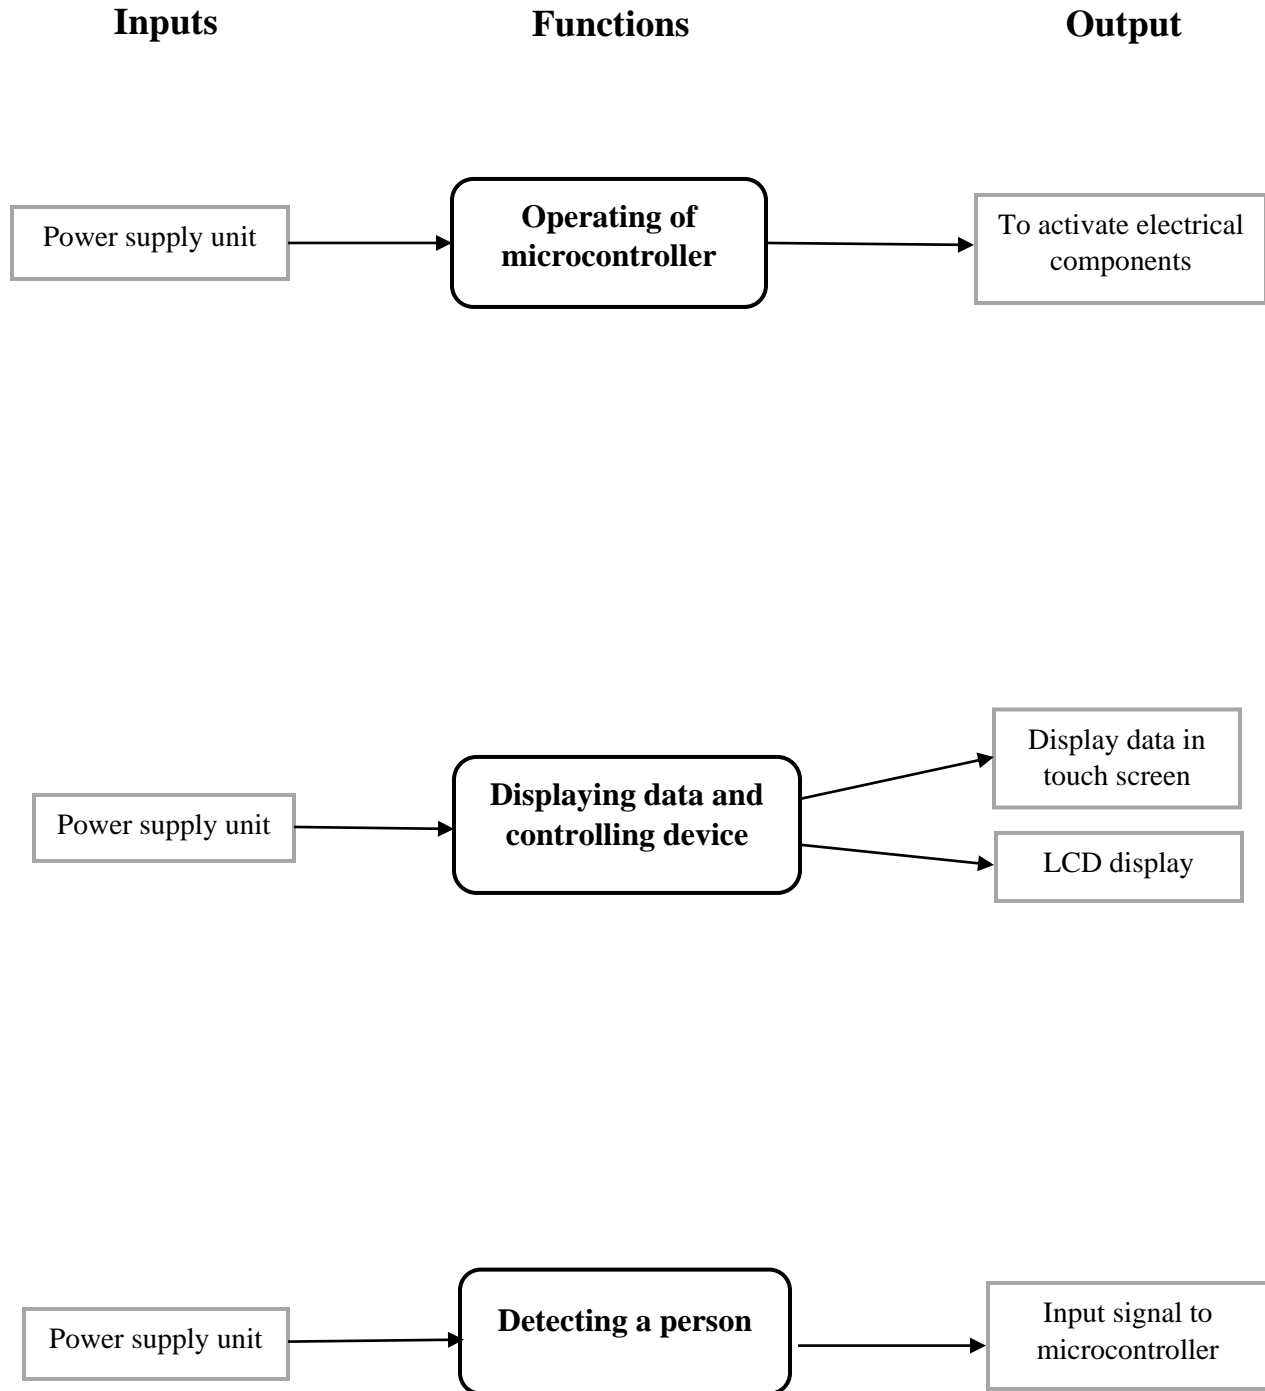 Inputs
Functions
Output
Power supply unit
Operating of
microcontroller
To activate electrical
components
Power supply unit
Displaying data and
controlling device
Display data in
touch screen
LCD display
Power supply unit
Detecting a person
Input signal to
microcontroller